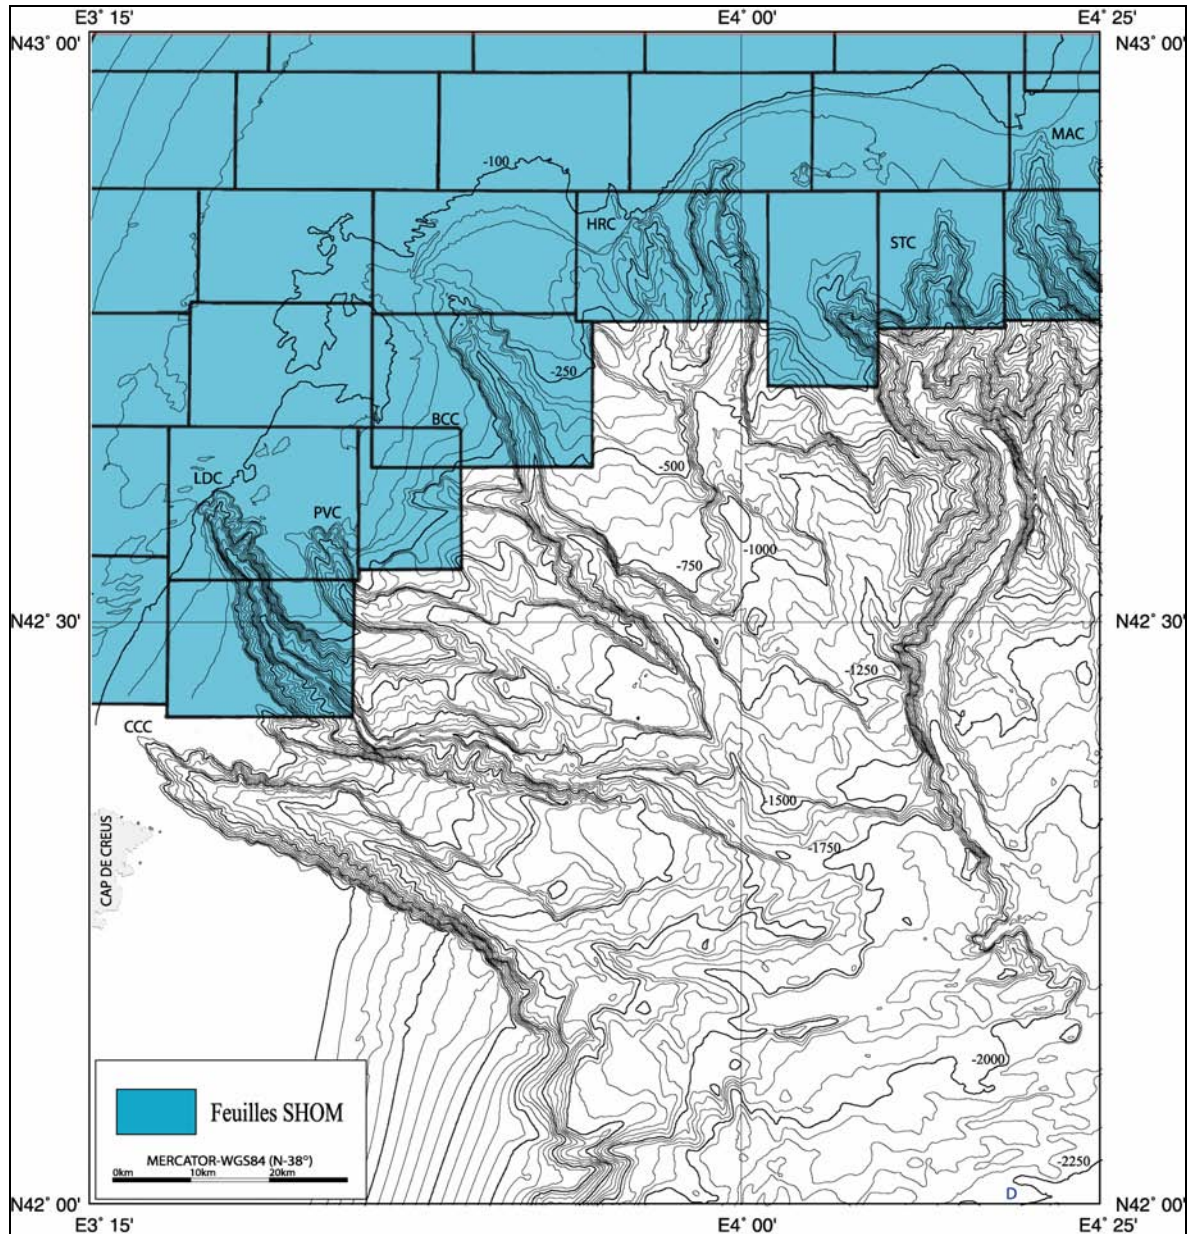 E3° 15'
E4° 00'
E4° 25'
N43° 00'
N43° 00'
MAC
-100
HRC
STC
-250
BCC
-500
LDC
PVC
-1000
-750
N42° 30'
N42° 30'
-1250
CCC
-1500
-1750
CAP DE CREUS
-2000
Feuilles SHOM
MERCATOR-WGS84 (N-38°)
0km 10km 20km
-2250
D
N42° 00'
N42° 00'
E3° 15'
E4° 00'
E4° 25'